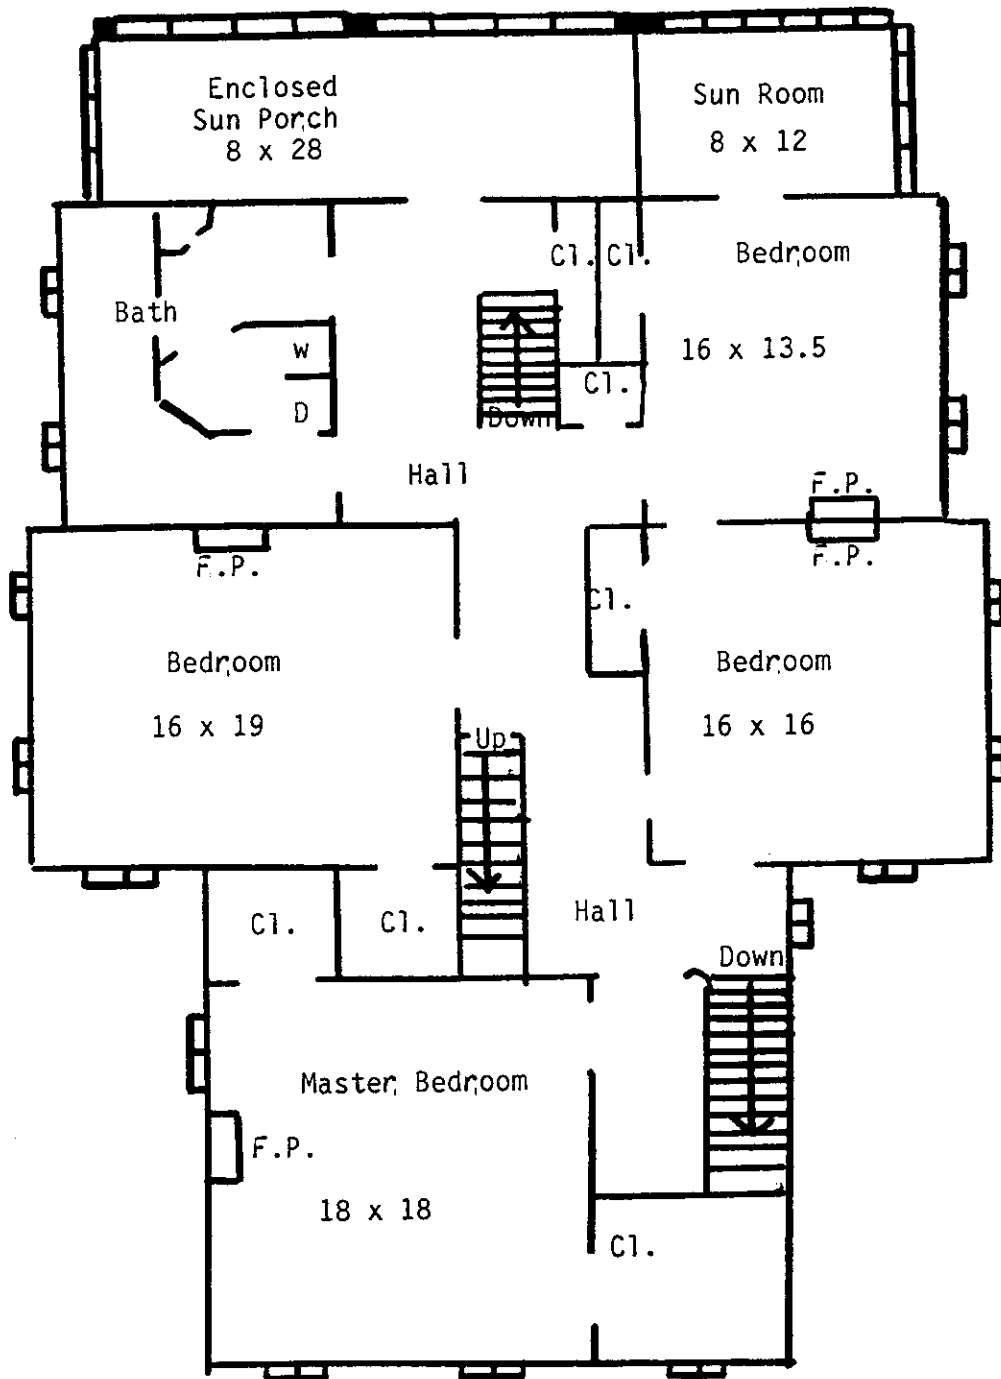 Enclosed
Sun Porch
8 x 28
Sun Room
8 x 12
Cl.
Cl.
Bedroom
Bath
W
16 x 13.5
Cl.
D
Down
Hall
F.P.
F.P.
F.P.
Cl.
Bedroom
16 x 19
Bedroom
16 x 16
Up
Cl.
Cl.
Hall
Down
Master Bedroom
F.P.
18 x 18
Cl.